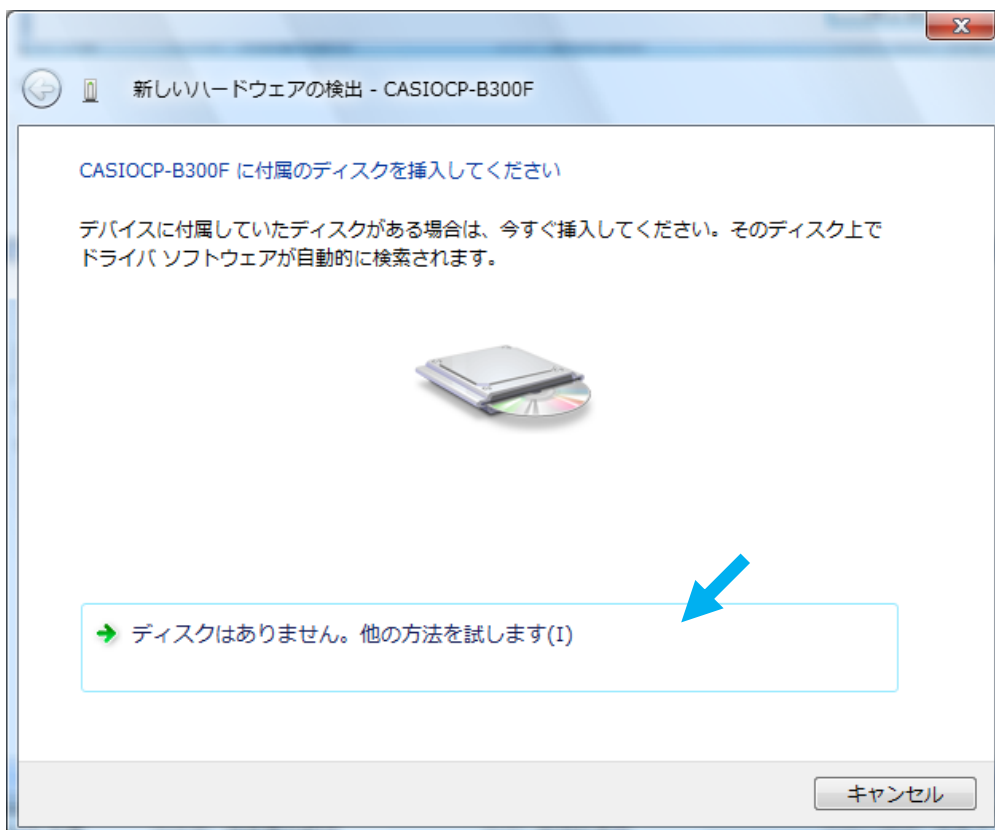 新しいハードウェアの検出 - CASIOCP-B300F
CASIOCP-B300F に付属のディスクを挿入してください
デバイスに付属していたディスクがある場合は、今すぐ挿入してください。そのディスク上で
ドライバ ソフトウェアが自動的に検索されます。
ディスクはありません。他の方法を試します(I)
キャンセル